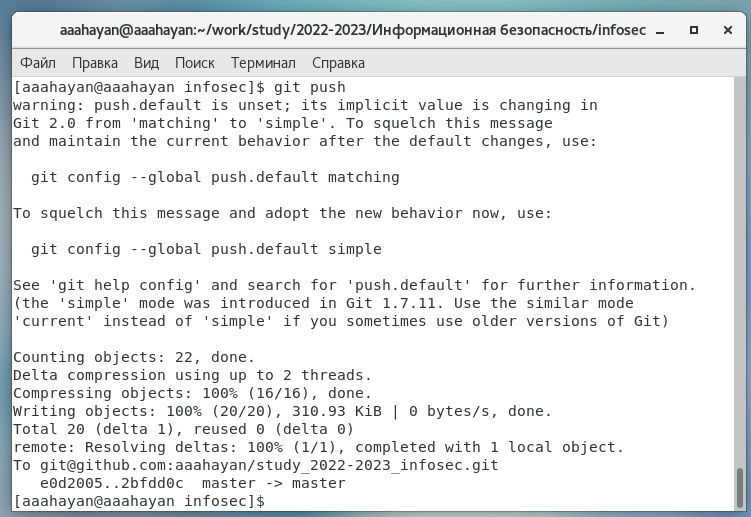 aaahayan@aaahayan:~/work/study/2022-2023/Информационная безопасность/infosec
Файл Правка Вид Поиск Терминал Справка
[aaahayan@aaahayan infosec]$ git push
warning: push.default is unset; its implicit value is changing in
Git 2.0 from 'matching' to 'simple'. To squelch this message
and maintain the current behavior after the default changes, use:
  git config --global push.default matching
To squelch this message and adopt the new behavior now, use:
  git config --global push.default simple
See 'git help config' and search for 'push.default' for further information.
(the 'simple' mode was introduced in Git 1.7.11. Use the similar mode
'current' instead of 'simple' if you sometimes use older versions of Git)
Counting objects: 22, done.
Delta compression using up to 2 threads.
Compressing objects: 100% (16/16), done.
Writing objects: 100% (20/20), 310.93 KiB | 0 bytes/s, done.
Total 20 (delta 1), reused 0 (delta 0)
remote: Resolving deltas: 100% (1/1), completed with 1 local object.
To git@github.com:aaahayan/study_2022-2023_infosec.git
   e0d2005..2bfdd0c  master -> master
[aaahayan@aaahayan infosec]$